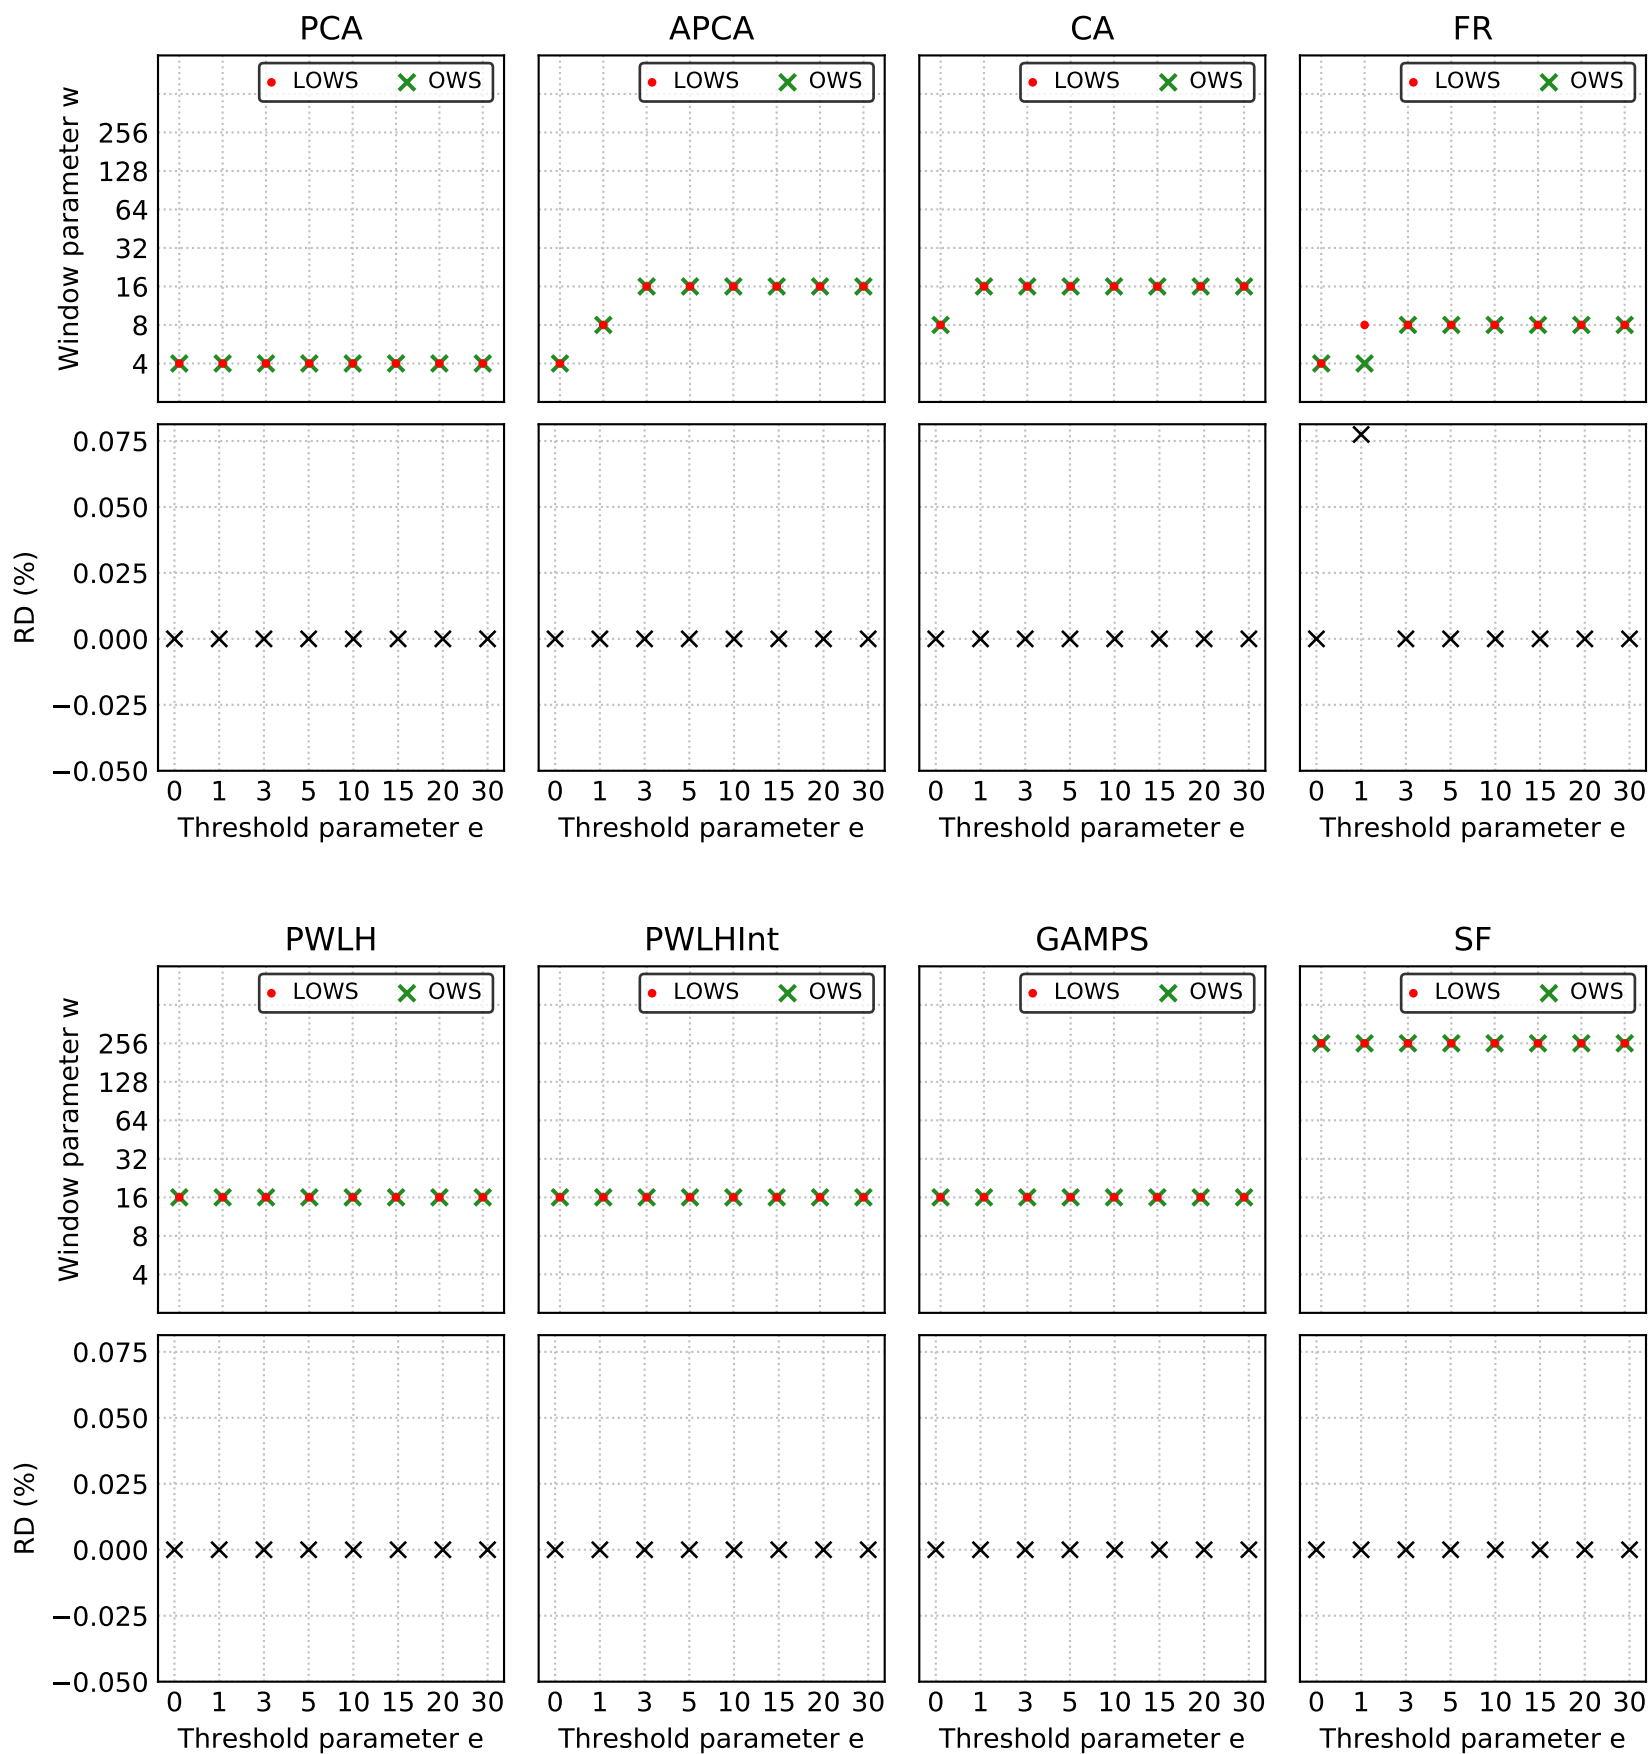 PCA APCA CA FR
LOWS OWS LOWS OWS LOWS OWS LOWS OWS
Window parameter w
256
128
64
32
16
8
4
RD (%)
0.075
0.050
0.025
0.000
−0.025
−0.050
0 1 3 5 10 15 20 30 0 1 3 5 10 15 20 30 0 1 3 5 10 15 20 30 0 1 3 5 10 15 20 30
Threshold parameter e Threshold parameter e Threshold parameter e Threshold parameter e
PWLH PWLHInt GAMPS SF
LOWS OWS LOWS OWS LOWS OWS LOWS OWS
Window parameter w
256
128
64
32
16
8
4
RD (%)
0.075
0.050
0.025
0.000
−0.025
−0.050
0 1 3 5 10 15 20 30 0 1 3 5 10 15 20 30 0 1 3 5 10 15 20 30 0 1 3 5 10 15 20 30
Threshold parameter e Threshold parameter e Threshold parameter e Threshold parameter e